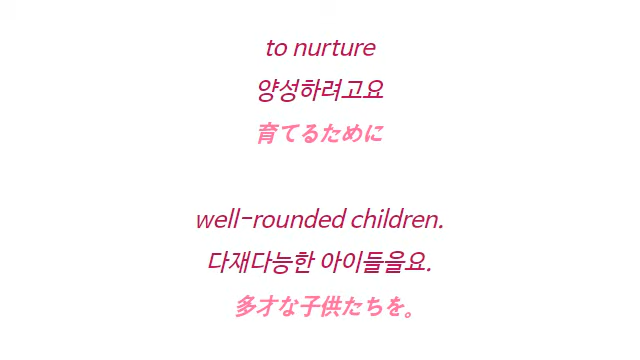 to nurture
양성하려고요
育てるために
well-rounded children.
다재다능한 아이들을요.
多才な子供たちを。